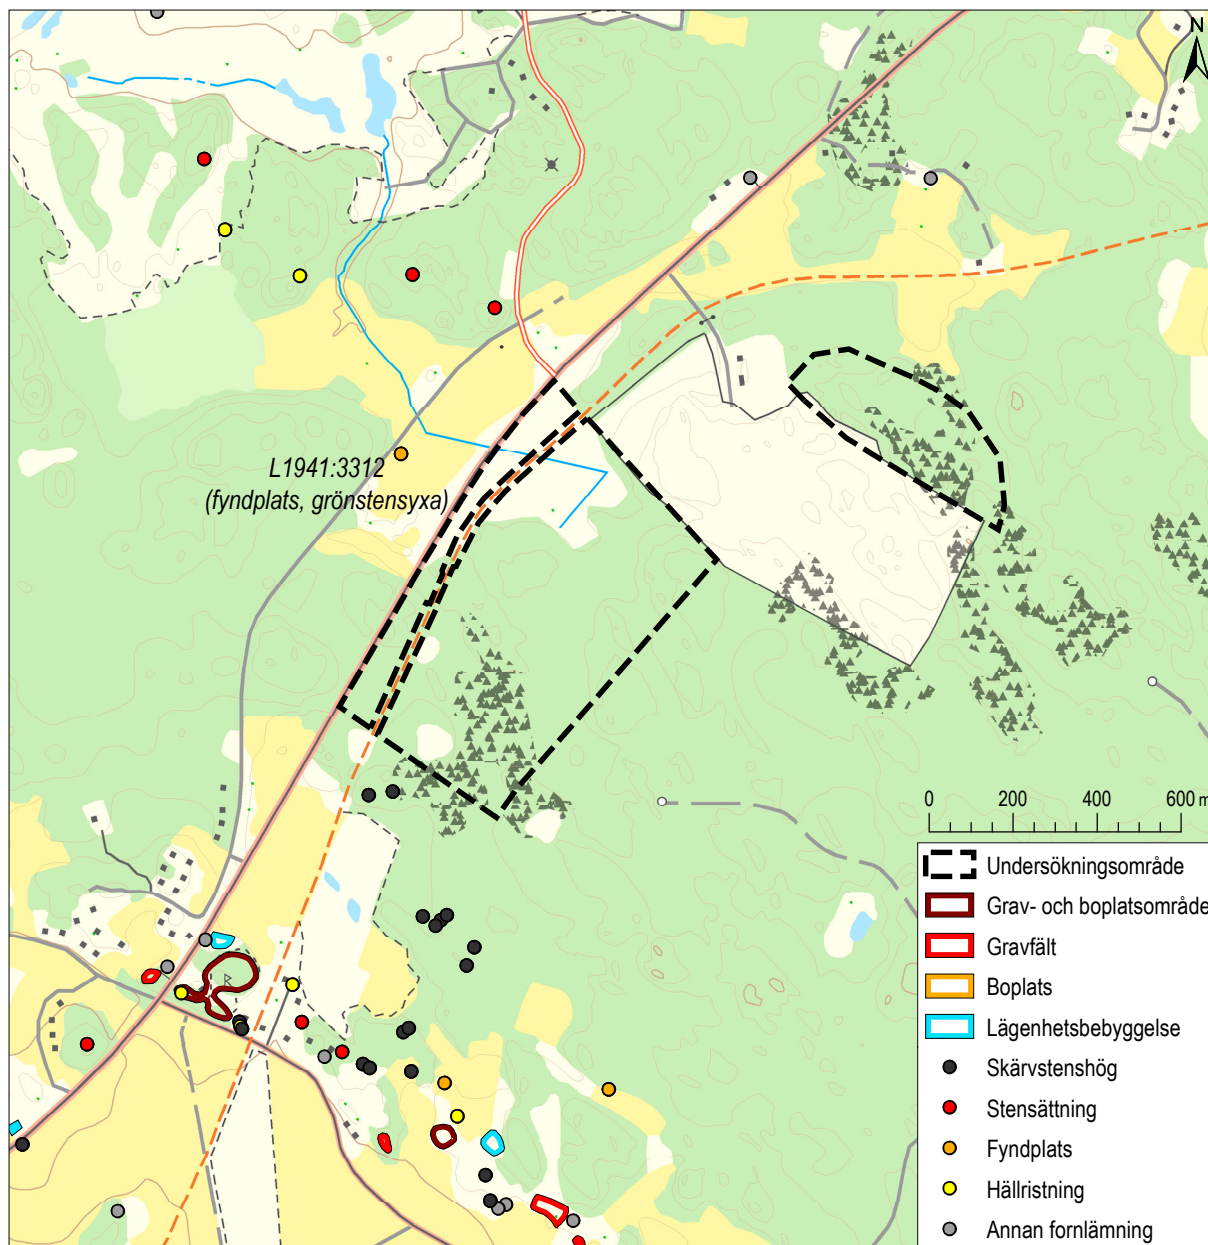 N
L1941:3312
(fyndplats, grönstensyxa)
0 200 400 600 m
Undersökningsområde
Grav- och boplatsområde
Gravfält
Boplats
Lägenhetsbebyggelse
Skärvstenshög
Stensättning
Fyndplats
Hällristning
Annan fornlämning